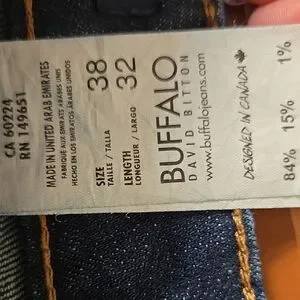 CA 60224
RN 149651
MADE IN UNITED ARAB EMIRATES
FABRIQUÉ AUX ÉMIRATS ARABES UNIS
HECHO EN LOS EMIRATOS ARABES UNIDOS
SIZE 38
TAILLE / TALLA
LENGTH 32
LONGUEUR / LARGO
BUFFALO
DAVID BITTON
www.buffalojeans.com
DESIGNED IN CANADA
84% 15% 1%